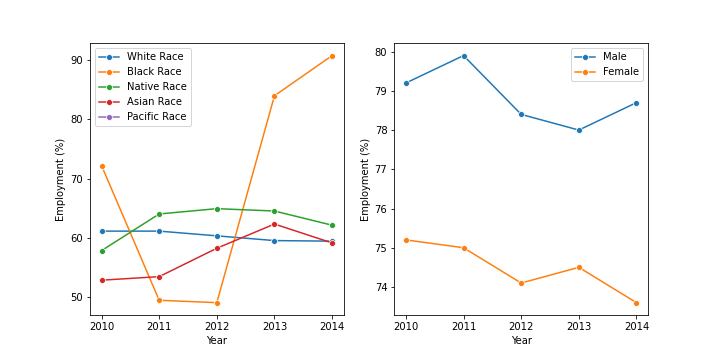 White Race
Black Race
Native Race
Asian Race
Pacific Race
90
80
70
60
50
Employment (%)
2010 2011 2012 2013 2014
Year
Male
Female
80
79
78
77
76
75
74
Employment (%)
2010 2011 2012 2013 2014
Year